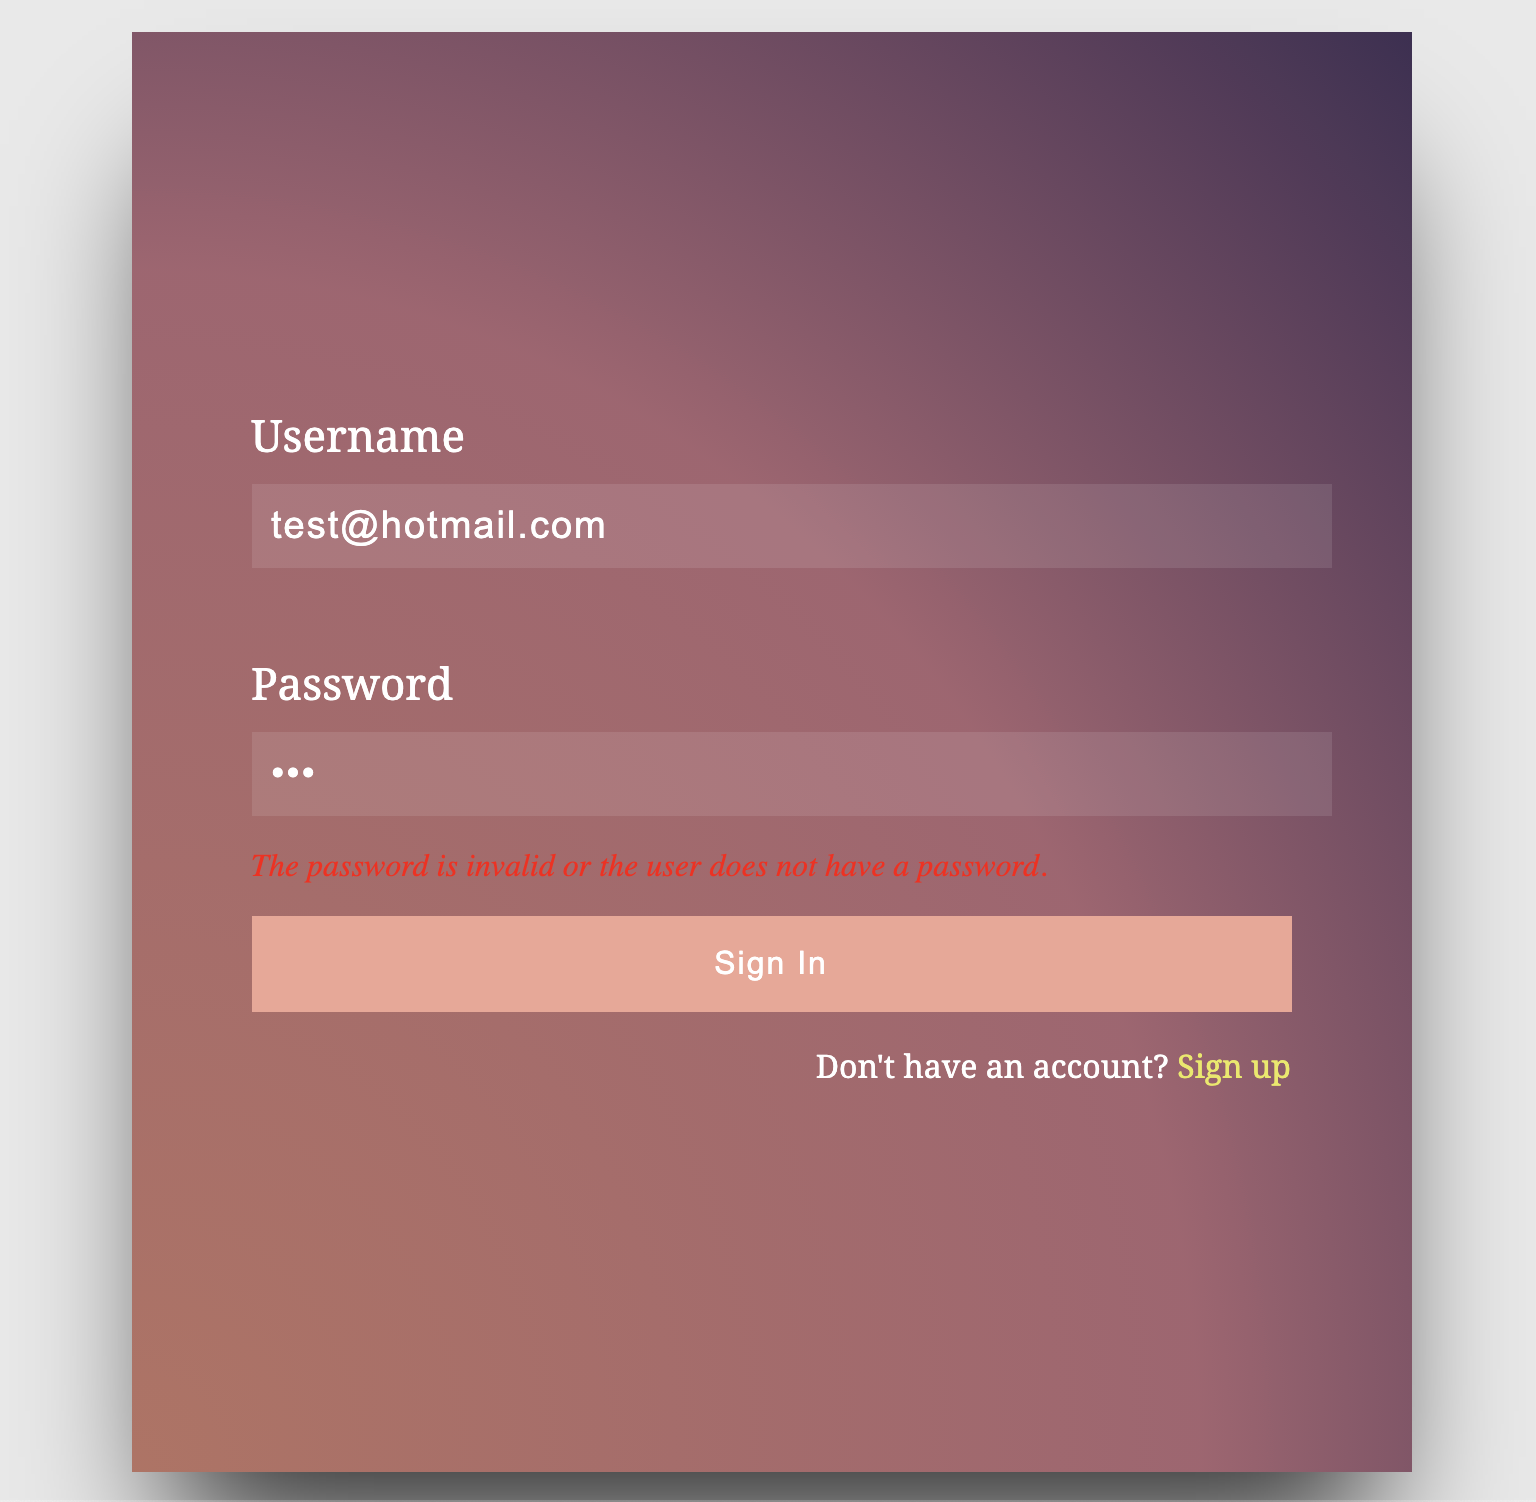 Username
test@hotmail.com
Password
•••
The password is invalid or the user does not have a password.
Sign In
Don't have an account? Sign up